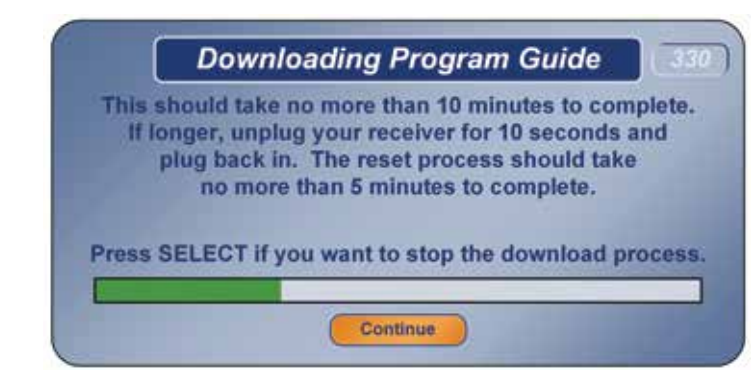 Downloading Program Guide 330
This should take no more than 10 minutes to complete.
If longer, unplug your receiver for 10 seconds and
plug back in. The reset process should take
no more than 5 minutes to complete.
Press SELECT if you want to stop the download process.
Continue